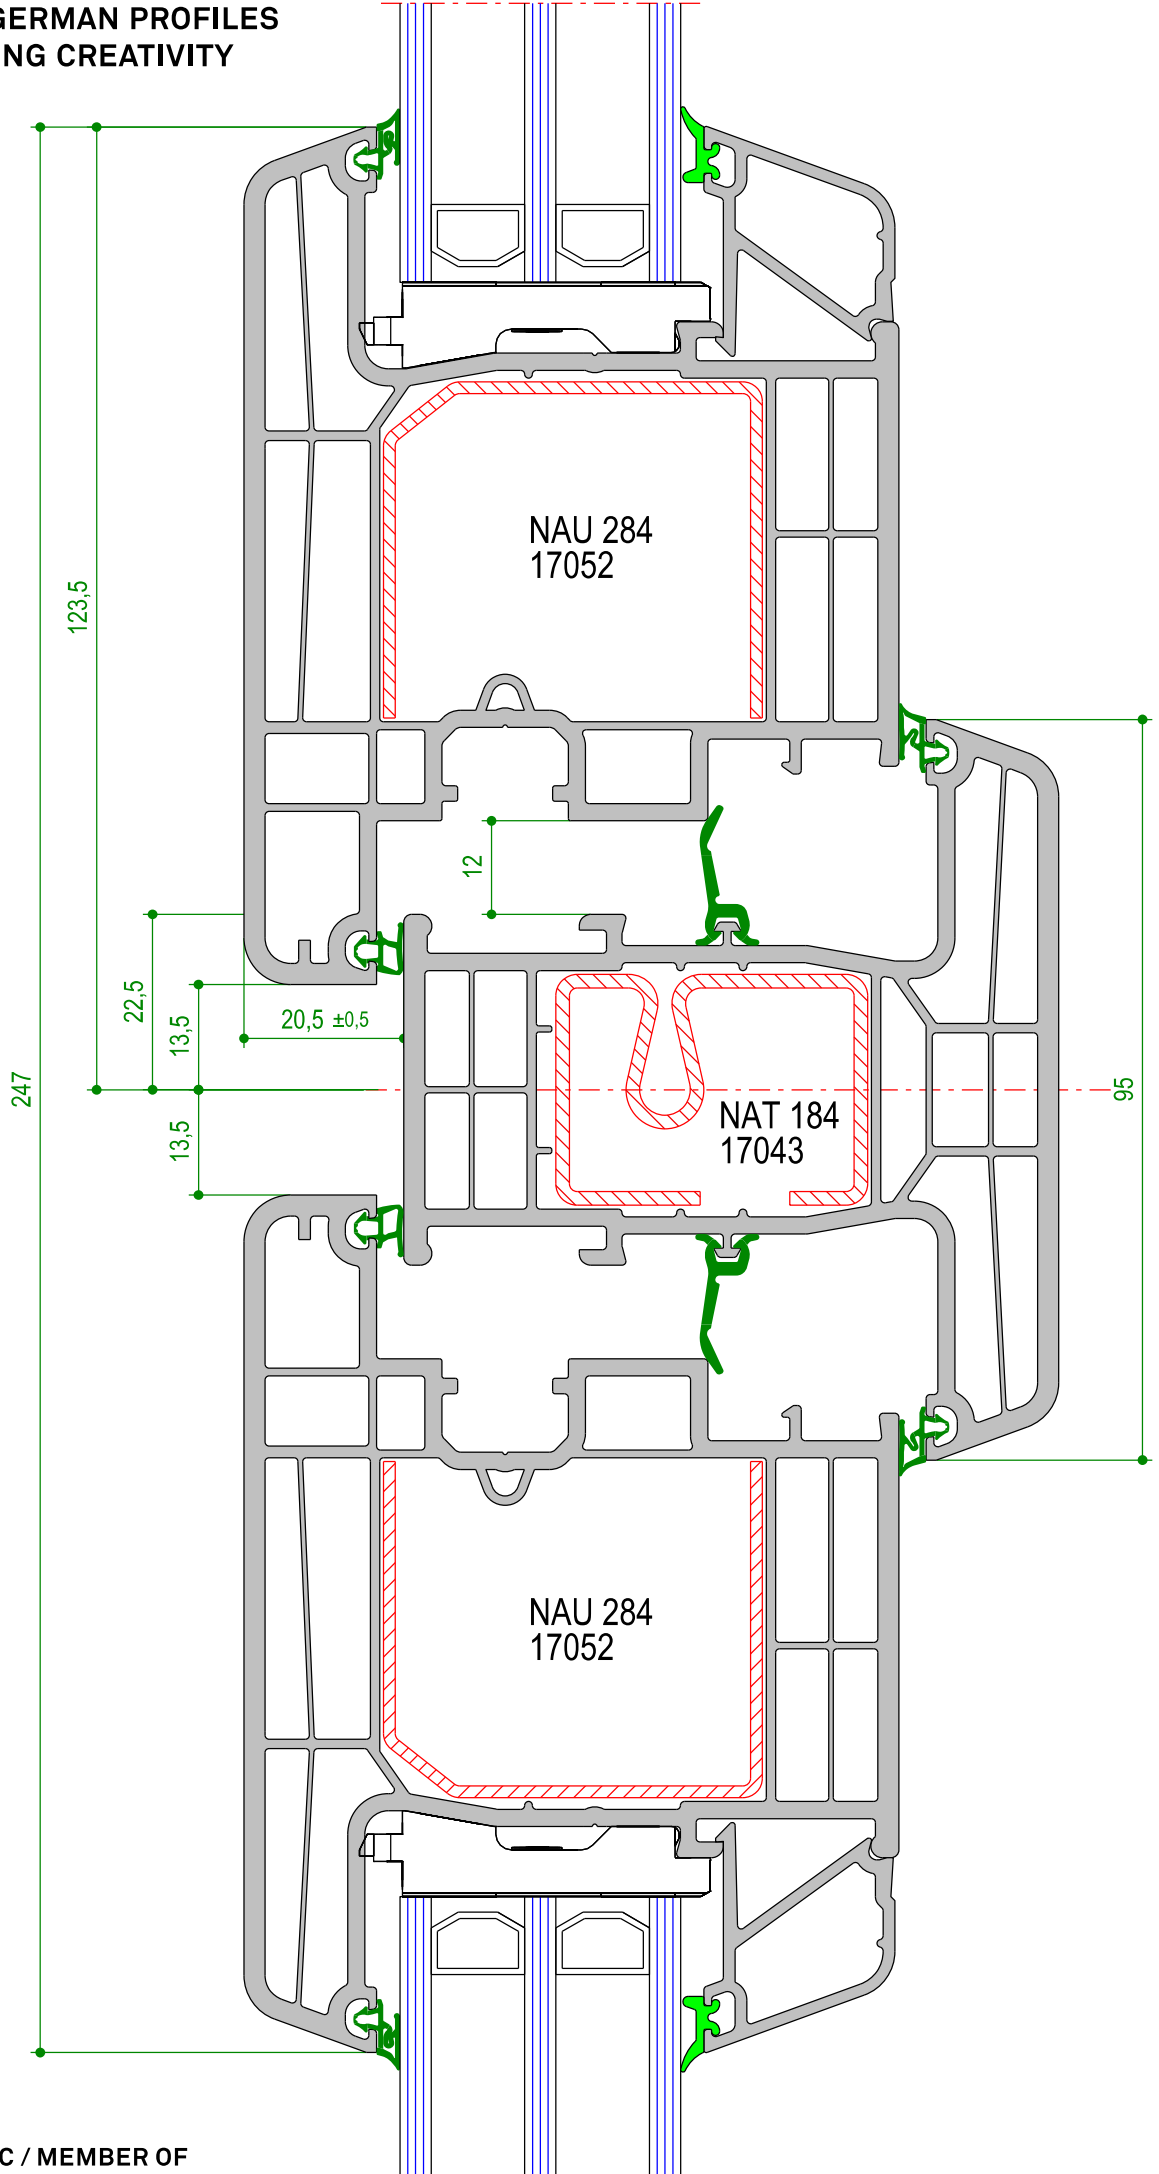 GERMAN PROFILES
NG CREATIVITY
123,5
NAU 284
17052
12
22,5
13,5
20,5 ±0,5
247
13,5
NAT 184
17043
95
NAU 284
17052
C / MEMBER OF